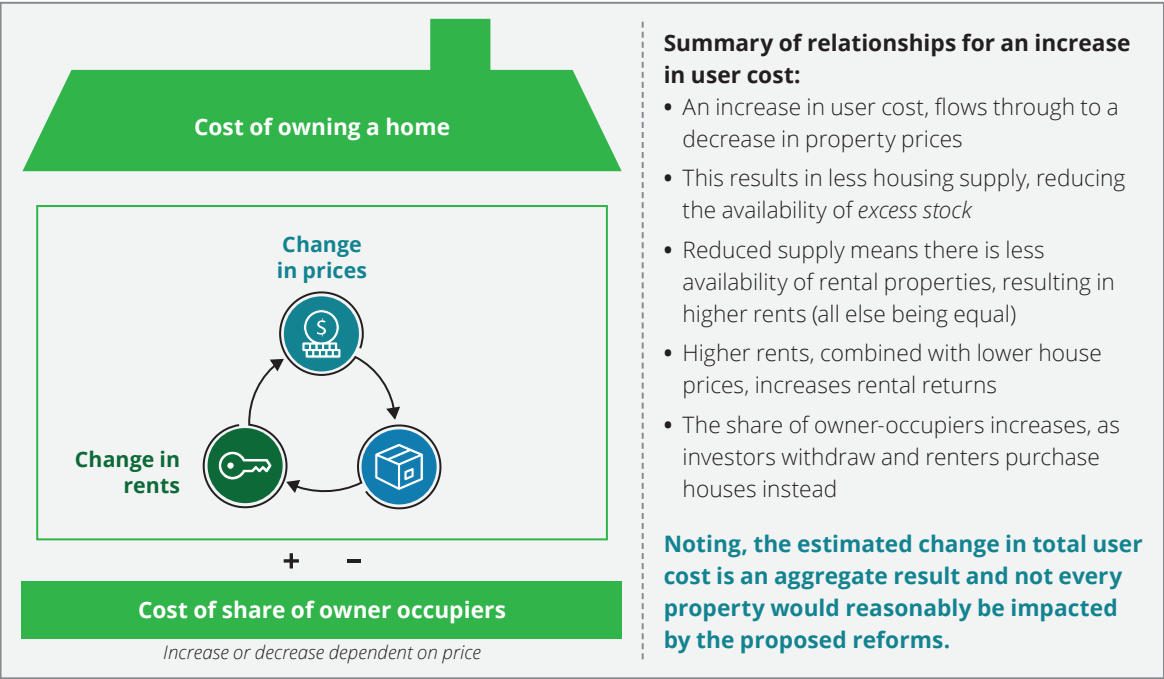 Cost of owning a home
Change
in prices
$
Change in
rents
+ −
Cost of share of owner occupiers
Increase or decrease dependent on price
Summary of relationships for an increase
in user cost:
• An increase in user cost, flows through to a
decrease in property prices
• This results in less housing supply, reducing
the availability of excess stock
• Reduced supply means there is less
availability of rental properties, resulting in
higher rents (all else being equal)
• Higher rents, combined with lower house
prices, increases rental returns
• The share of owner-occupiers increases, as
investors withdraw and renters purchase
houses instead
Noting, the estimated change in total user
cost is an aggregate result and not every
property would reasonably be impacted
by the proposed reforms.